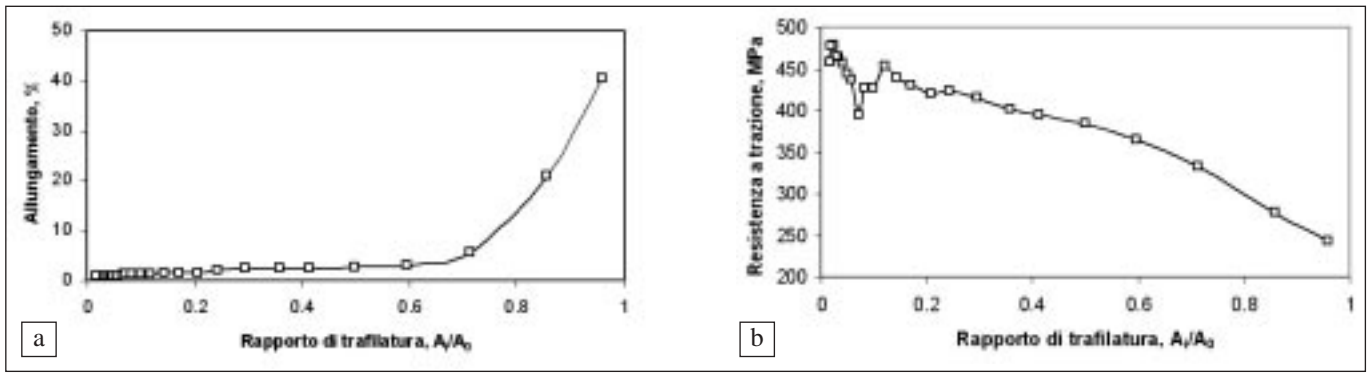 50
40
30
20
10
0
0 0.2 0.4 0.6 0.8 1
Allungamento, %
Rapporto di trafilatura, Af/A0
a
500
450
400
350
300
250
200
0 0.2 0.4 0.6 0.8 1
Resistenza a trazione, MPa
Rapporto di trafilatura, Af/A0
b